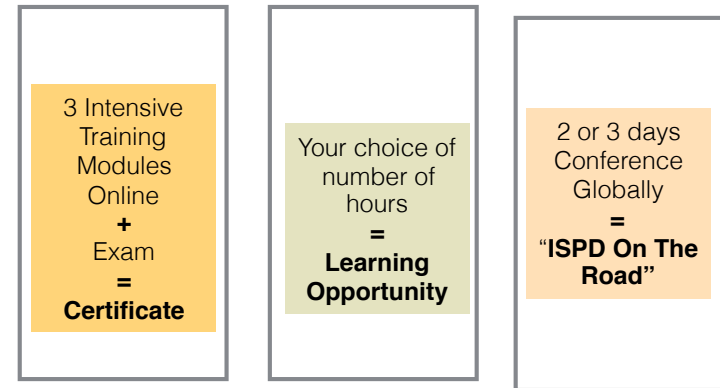 3 Intensive
Training
Modules
Online
+
Exam
=
Certificate
Your choice of
number of
hours
=
Learning
Opportunity
2 or 3 days
Conference
Globally
=
“ISPD On The
Road”